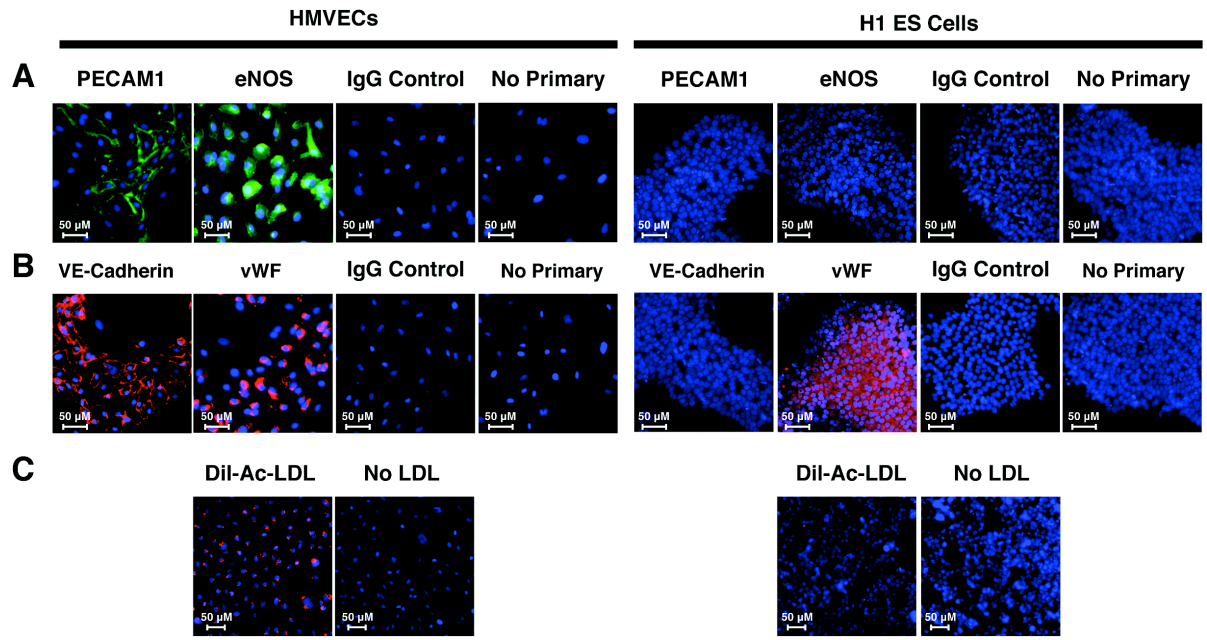 HMVECs H1 ES Cells
A PECAM1 eNOS IgG Control No Primary PECAM1 eNOS IgG Control No Primary
50 µM 50 µM 50 µM 50 µM 50 µM 50 µM 50 µM 50 µM
B VE-Cadherin vWF IgG Control No Primary VE-Cadherin vWF IgG Control No Primary
50 µM 50 µM 50 µM 50 µM 50 µM 50 µM 50 µM 50 µM
C Dil-Ac-LDL No LDL Dil-Ac-LDL No LDL
50 µM 50 µM 50 µM 50 µM